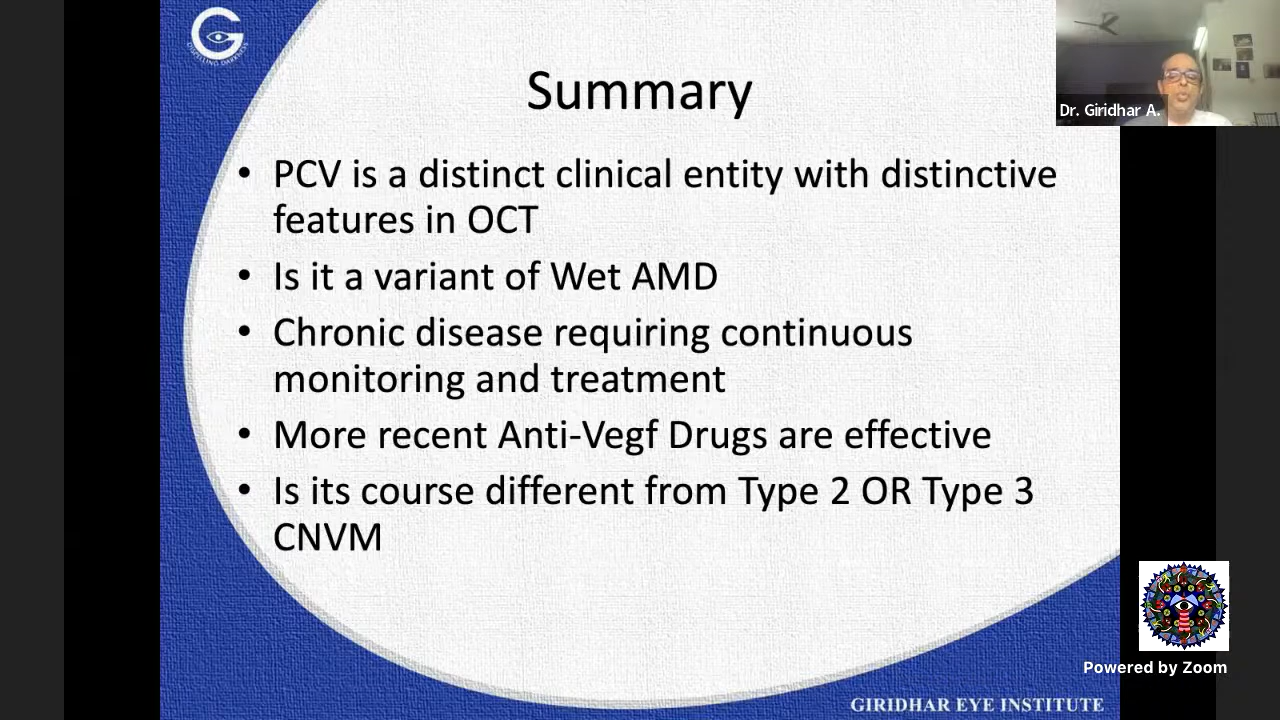 Summary
Dr. Giridhar A.
• PCV is a distinct clinical entity with distinctive
features in OCT
• Is it a variant of Wet AMD
• Chronic disease requiring continuous
monitoring and treatment
• More recent Anti-Vegf Drugs are effective
• Is its course different from Type 2 OR Type 3
CNVM
Powered by Zoom
GIRIDHAR EYE INSTITUTE